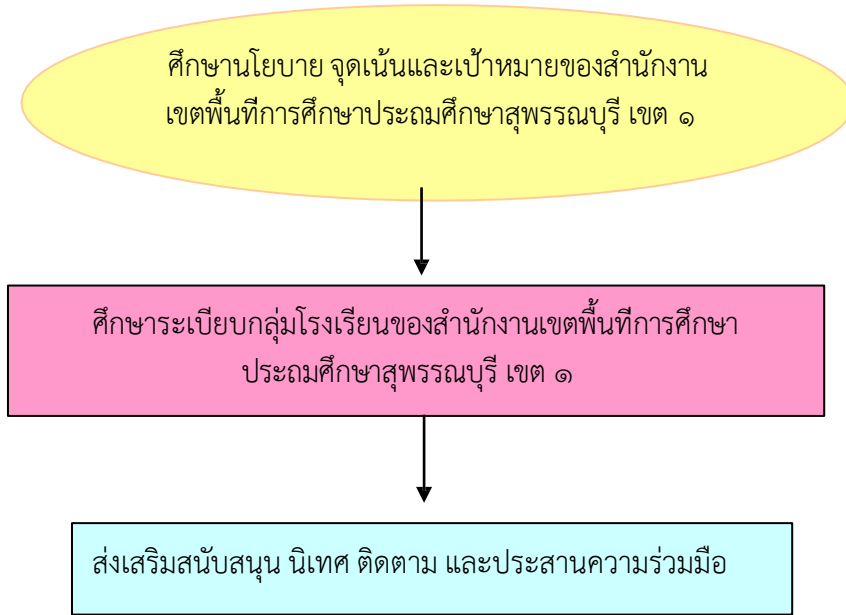 ศึกษานโยบาย จุดเน้นและเป้าหมายของสำนักงาน
เขตพื้นที่การศึกษาประถมศึกษาสุพรรณบุรี เขต ๑
ศึกษาระเบียบกลุ่มโรงเรียนของสำนักงานเขตพื้นที่การศึกษา
ประถมศึกษาสุพรรณบุรี เขต ๑
ส่งเสริมสนับสนุน นิเทศ ติดตาม และประสานความร่วมมือ